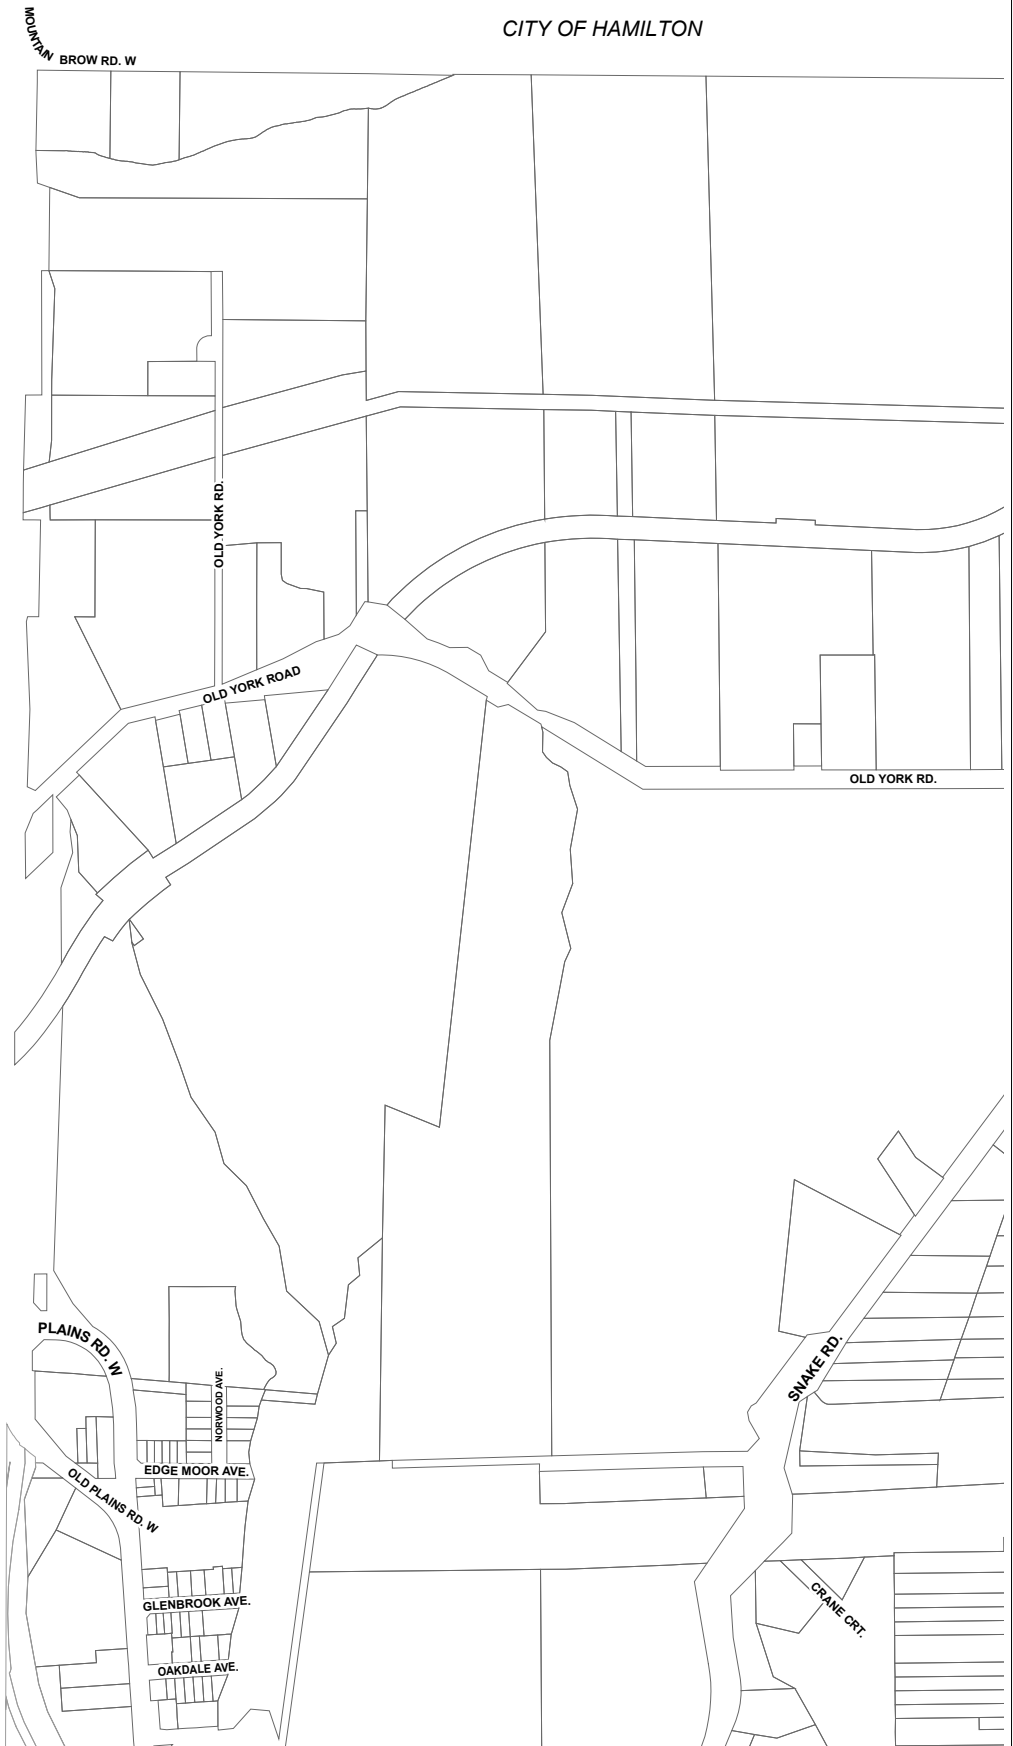 CITY OF HAMILTON
MOUNTAIN
BROW RD. W
OLD YORK RD.
OLD YORK ROAD
OLD YORK RD.
PLAINS RD. W
SNAKE RD.
NORWOOD AVE.
EDGE MOOR AVE.
OLD PLAINS RD. W
GLENBROOK AVE.
CRANE CRT.
OAKDALE AVE.